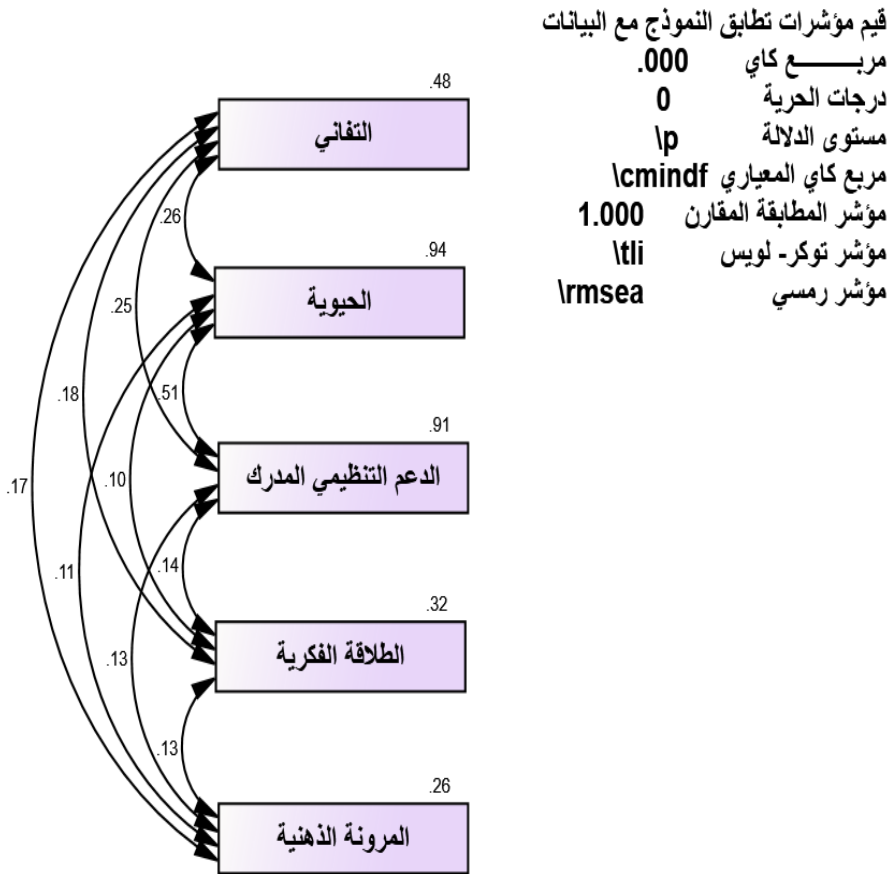 قيم مؤشرات تطابق النموذج مع البيانات
مربـــــــع كاي .000
درجات الحرية 0
مستوى الدلالة \p
مربع كاي المعياري \cmindf
مؤشر المطابقة المقارن 1.000
مؤشر توكر- لويس \tli
مؤشر رمسي \rmsea
.48
التفاني
.26
.94
الحيوية
.25
.51
.18
.91
الدعم التنظيمي المدرك
.17
.10
.11
.14
.32
الطلاقة الفكرية
.13
.13
.26
المرونة الذهنية